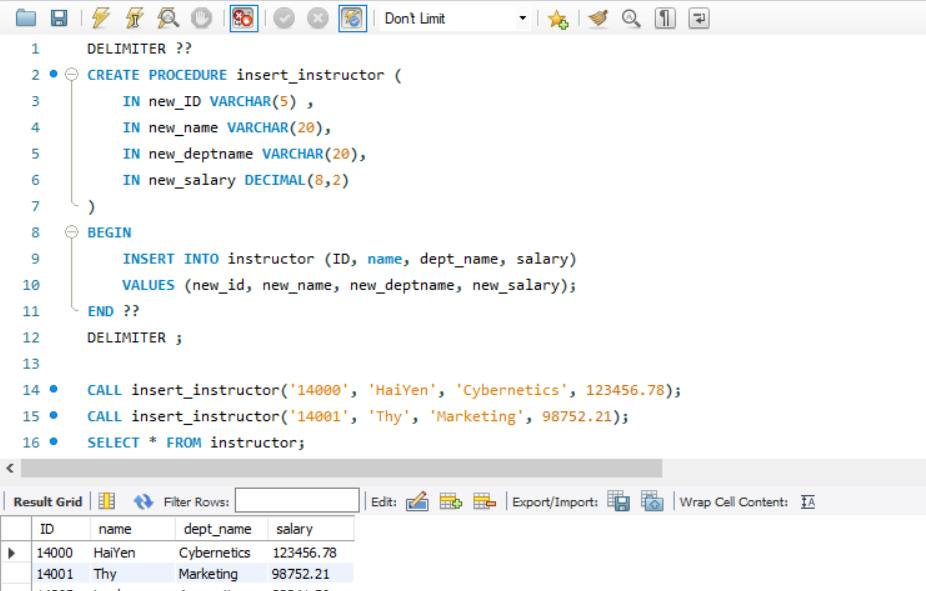 Don't Limit
1 DELIMITER ??
2 CREATE PROCEDURE insert_instructor (
3 IN new_ID VARCHAR(5) ,
4 IN new_name VARCHAR(20),
5 IN new_deptname VARCHAR(20),
6 IN new_salary DECIMAL(8,2)
7 )
8 BEGIN
9 INSERT INTO instructor (ID, name, dept_name, salary)
10 VALUES (new_id, new_name, new_deptname, new_salary);
11 END ??
12 DELIMITER ;
13
14 CALL insert_instructor('14000', 'HaiYen', 'Cybernetics', 123456.78);
15 CALL insert_instructor('14001', 'Thy', 'Marketing', 98752.21);
16 SELECT * FROM instructor;
Result Grid Filter Rows: Edit: Export/Import: Wrap Cell Content: IA
ID name dept_name salary
14000 HaiYen Cybernetics 123456.78
14001 Thy Marketing 98752.21